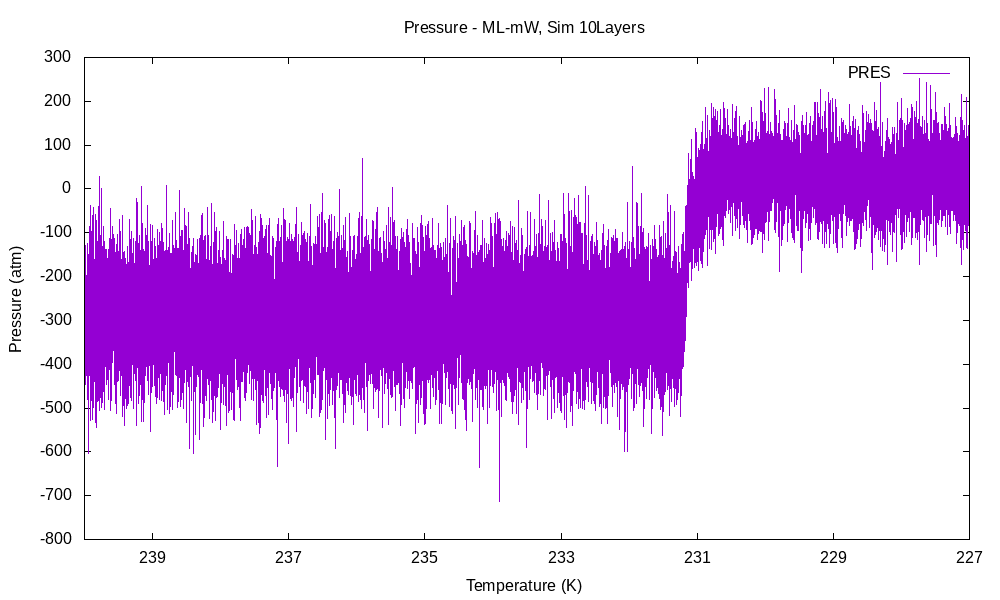 Pressure - ML-mW, Sim 10Layers
PRES
300
200
100
0
-100
-200
-300
-400
-500
-600
-700
-800
Pressure (atm)
239 237 235 233 231 229 227
Temperature (K)